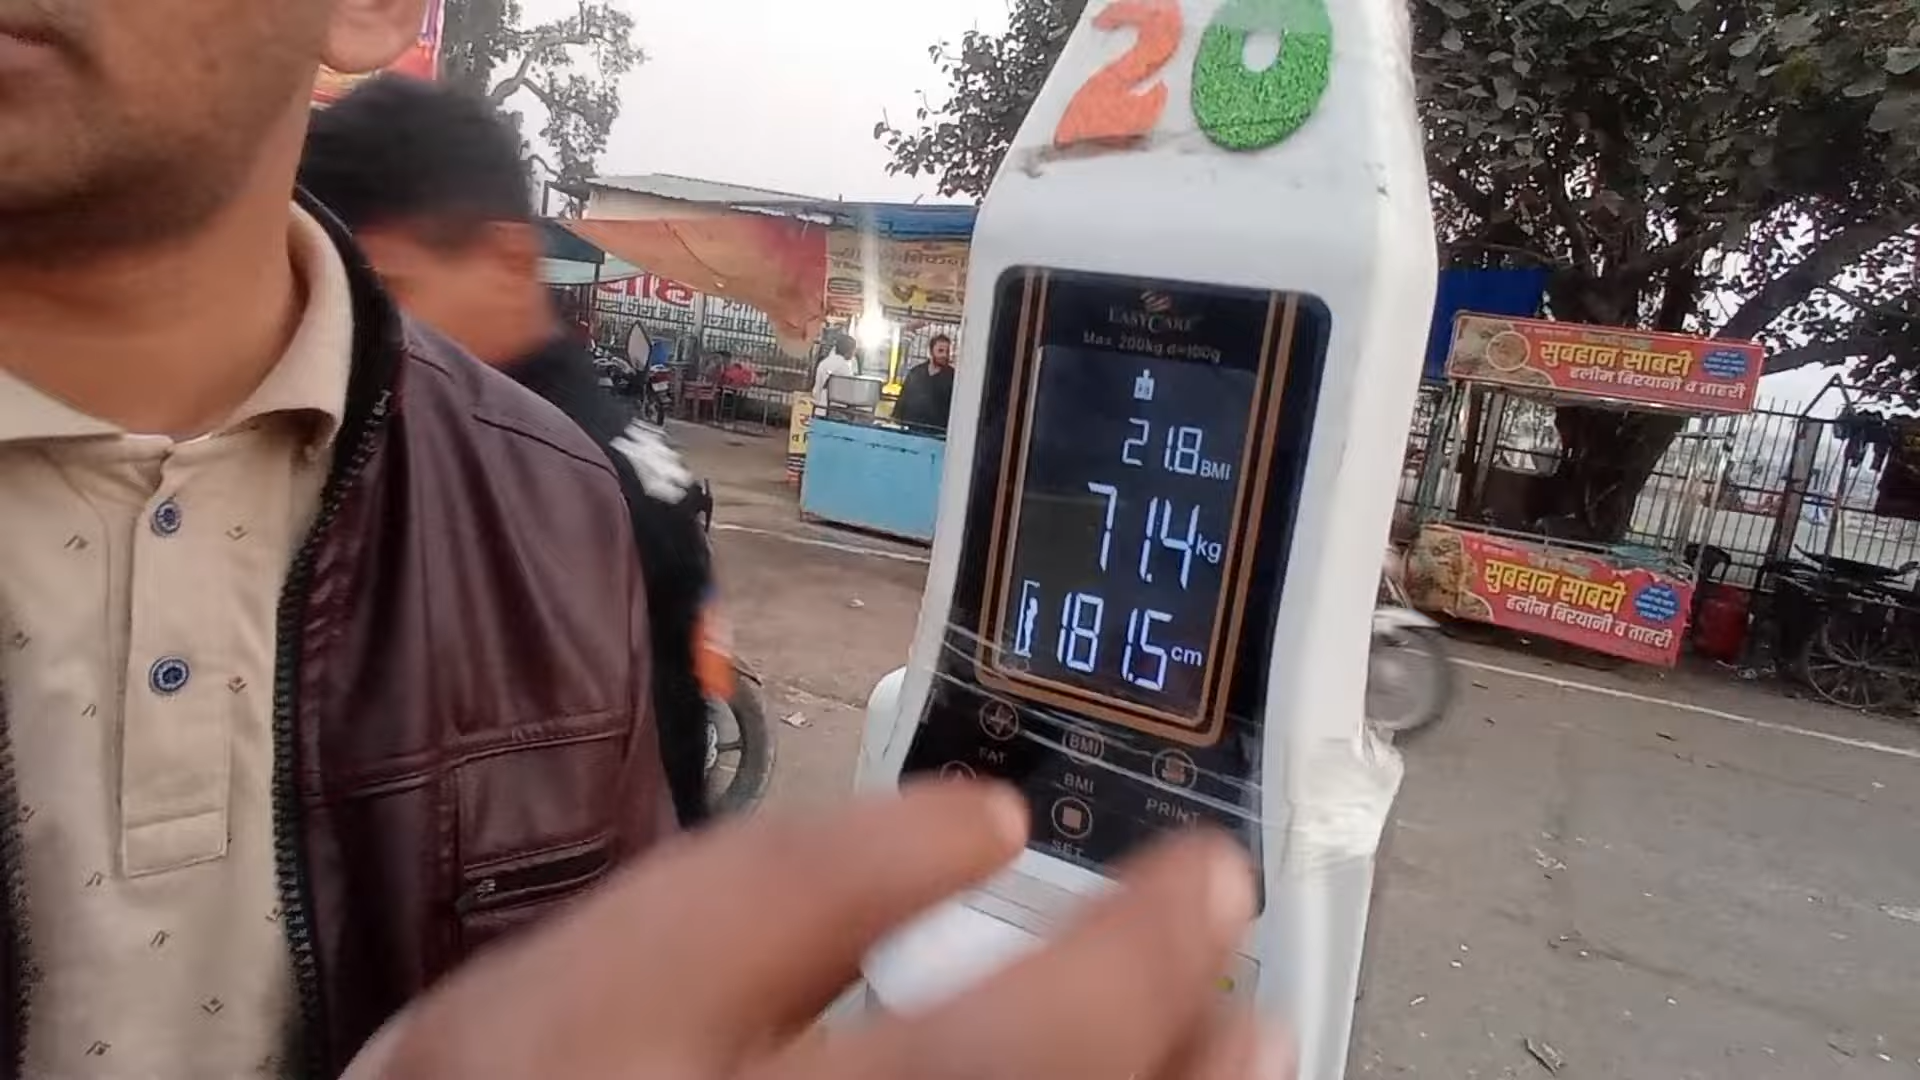 20
EASYCARE
Max 200kg d=100g
21.8 BMI
71.4 kg
181.5 cm
FAT
BMI
BMI
PRINT
SET
सुबहान साबरी
हलीम बिरयानी व ताहरी
सुबहान साबरी
हलीम बिरयानी व ताहरी